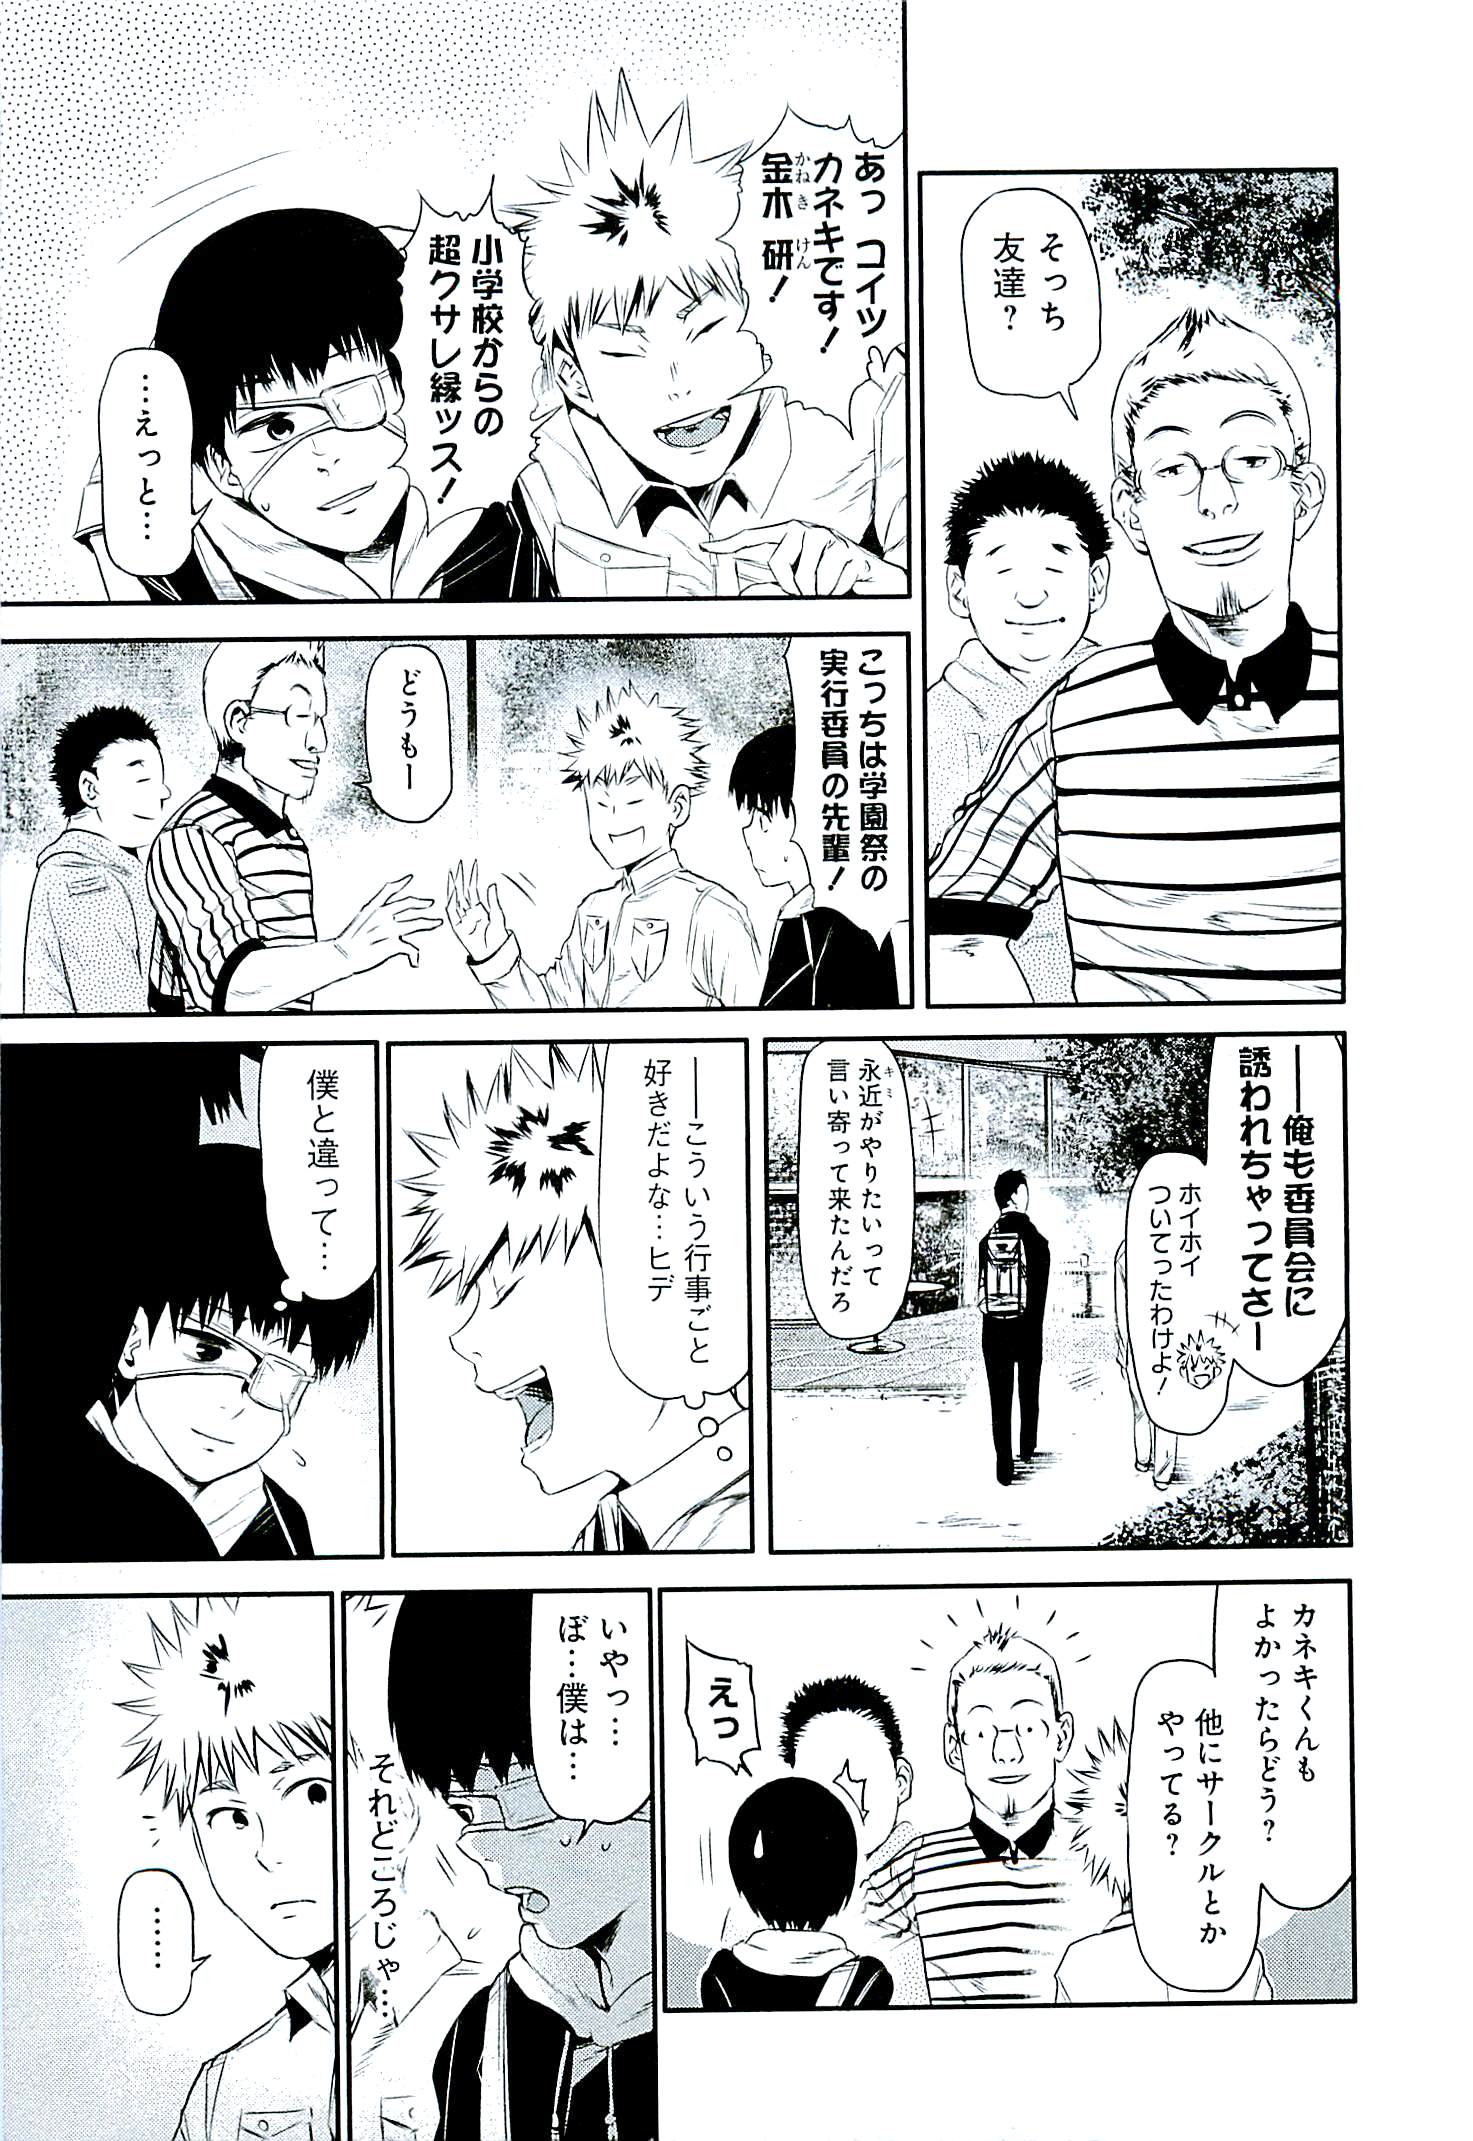 そっち
友達？
あっ コイツ
カネキです！
金木 研！
かねき けん
小学校からの
超クサレ縁ッス！
…えっと…
こっちは学園祭の
実行委員の先輩！
どうもー
──俺も委員会に
誘われちゃってさー
ホイホイ
ついてったわけよ！
永近がやりたいって
キミ
言い寄って来たんだろ
──こういう行事ごと
好きだよな…ヒデ
僕と違って…
カネキくんも
よかったらどう？
他にサークルとか
やってる？
えっ
いやっ…
ぼ…僕は…
それどころじゃ…
……